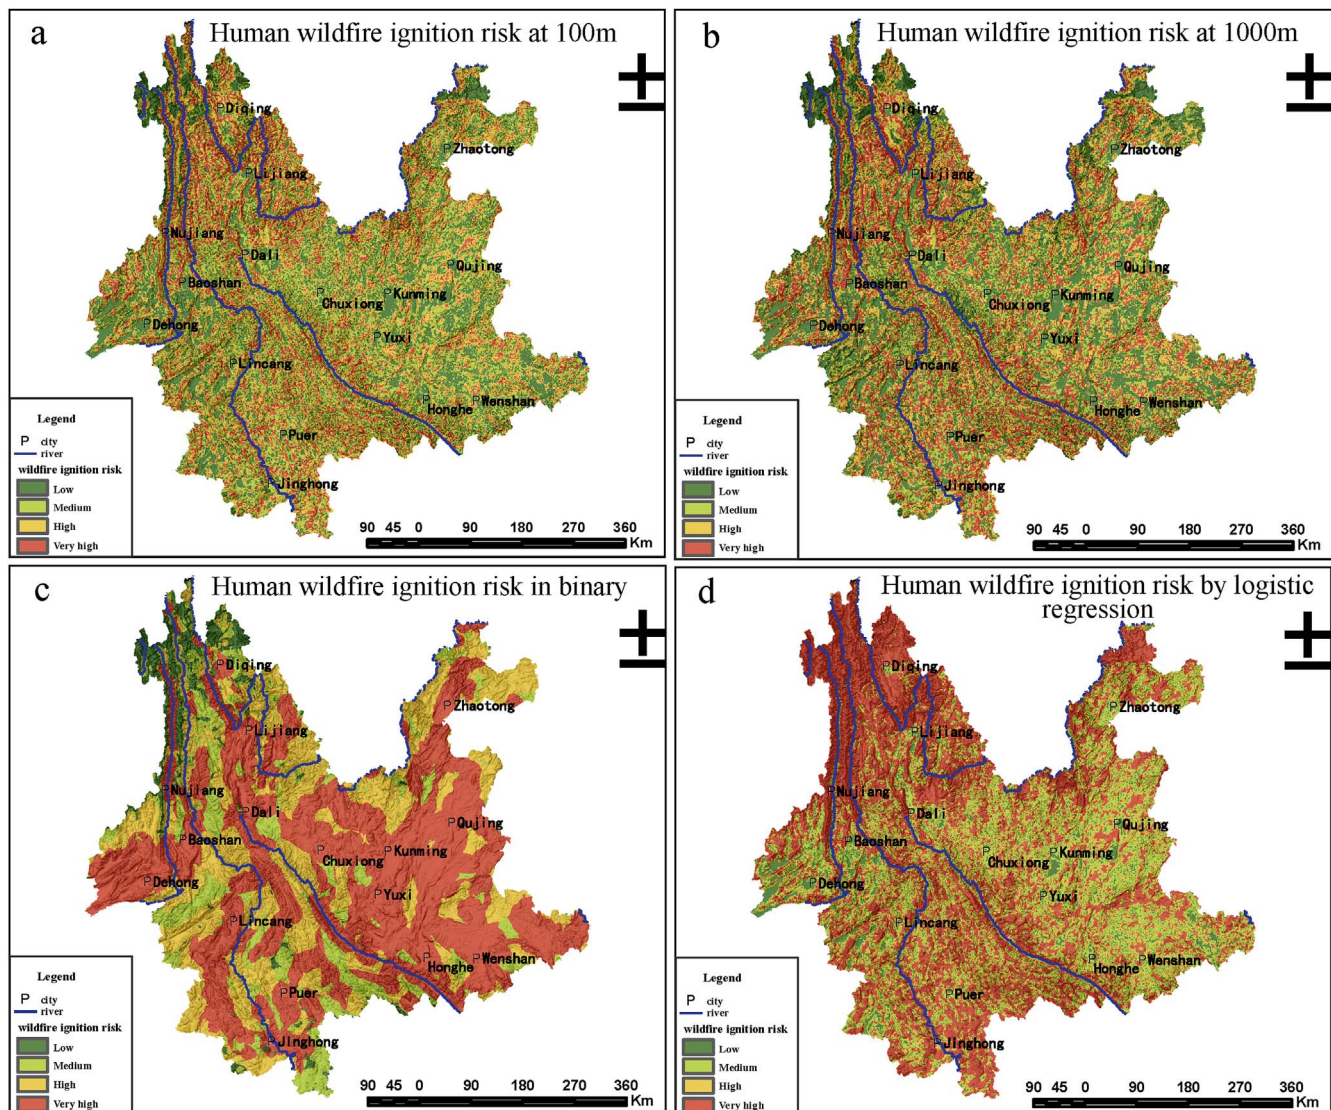 a
Human wildfire ignition risk at 100m
Diqing
Zhaotong
Lijiang
Nujiang
Dali
Qujing
Baoshan
Chuxiong
Kunming
Dehong
Yuxi
Lincang
Honghe
Wenshan
Puer
Jinghong
Legend
P city
river
wildfire ignition risk
Low
Medium
High
Very high
90 45 0 90 180 270 360
Km
b
Human wildfire ignition risk at 1000m
Diqing
Zhaotong
Lijiang
Nujiang
Dali
Qujing
Baoshan
Chuxiong
Kunming
Dehong
Yuxi
Lincang
Honghe
Wenshan
Puer
Jinghong
Legend
P city
river
wildfire ignition risk
Low
Medium
High
Very high
90 45 0 90 180 270 360
Km
c
Human wildfire ignition risk in binary
Diqing
Zhaotong
Lijiang
Nujiang
Dali
Qujing
Baoshan
Chuxiong
Kunming
Dehong
Yuxi
Lincang
Honghe
Wenshan
Puer
Jinghong
Legend
P city
river
wildfire ignition risk
Low
Medium
High
Very high
90 45 0 90 180 270 360
Km
d
Human wildfire ignition risk by logistic
regression
Diqing
Zhaotong
Lijiang
Nujiang
Dali
Qujing
Baoshan
Chuxiong
Kunming
Dehong
Yuxi
Lincang
Honghe
Wenshan
Puer
Jinghong
Legend
P city
river
wildfire ignition risk
Low
Medium
High
Very high
90 45 0 90 180 270 360
Km